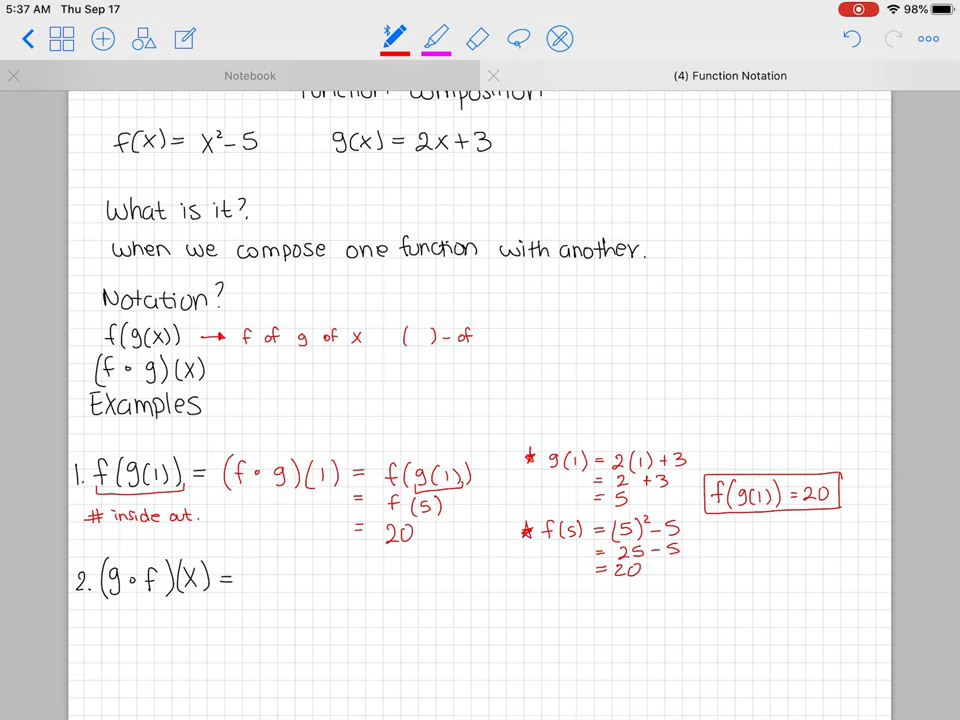 5:37 AM Thu Sep 17
98%
Notebook
(4) Function Notation
Function composition
f(x) = x² - 5 g(x) = 2x + 3
What is it?
when we compose one function with another.
Notation?
f(g(x)) → f of g of x ( ) - of
(f ∘ g)(x)
Examples
1. f(g(1)) = (f ∘ g)(1) = f(g(1))
= f(5)
= 20
# inside out.
* g(1) = 2(1) + 3
= 2 + 3
= 5
* f(5) = (5)² - 5
= 25 - 5
= 20
f(g(1)) = 20
2. (g ∘ f)(x) =